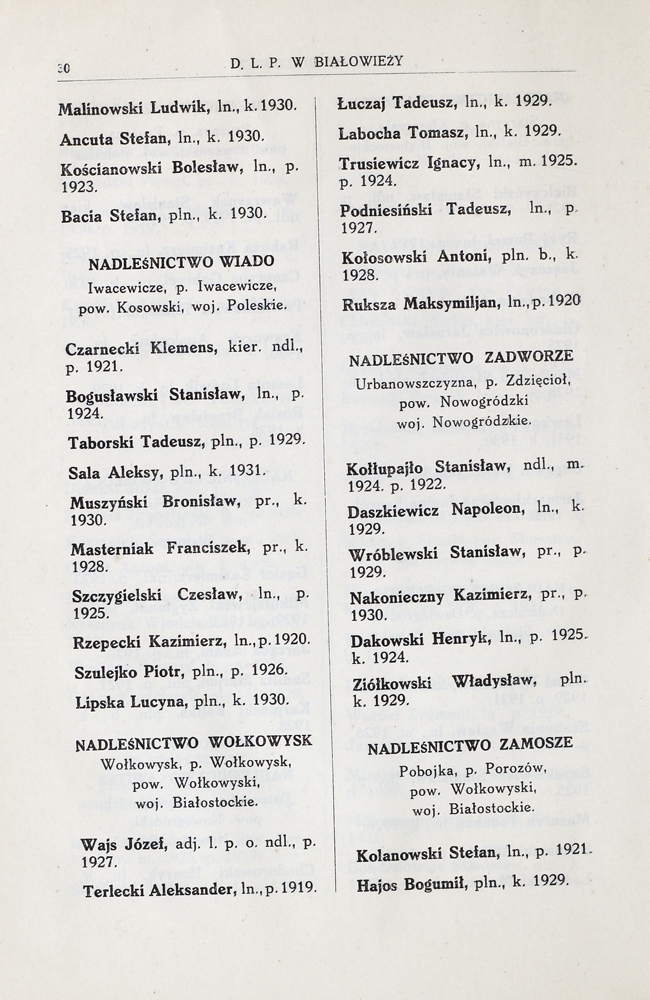 30
D. L. P. W BIAŁOWIEŻY
Malinowski Ludwik, ln., k. 1930.
Ancuta Stefan, ln., k. 1930.
Kościanowski Bolesław, ln., p.
1923.
Bacia Stefan, pln., k. 1930.
NADLEŚNICTWO WIADO
Iwacewicze, p. Iwacewicze,
pow. Kosowski, woj. Poleskie.
Czarnecki Klemens, kier. ndl.,
p. 1921.
Bogusławski Stanisław, ln., p.
1924.
Taborski Tadeusz, pln., p. 1929.
Sala Aleksy, pln., k. 1931.
Muszyński Bronisław, pr., k.
1930.
Masterniak Franciszek, pr., k.
1928.
Szczygielski Czesław, ln., p.
1925.
Rzepecki Kazimierz, ln., p. 1920.
Szulejko Piotr, pln., p. 1926.
Lipska Lucyna, pln., k. 1930.
NADLEŚNICTWO WOŁKOWYSK
Wołkowysk, p. Wołkowysk,
pow. Wołkowyski,
woj. Białostockie.
Wajs Józef, adj. l. p. o. ndl., p.
1927.
Terlecki Aleksander, ln., p. 1919.
Łuczaj Tadeusz, ln., k. 1929.
Labocha Tomasz, ln., k. 1929.
Trusiewicz Ignacy, ln., m. 1925.
p. 1924.
Podniesiński Tadeusz, ln., p.
1927.
Kołosowski Antoni, pln. b., k.
1928.
Ruksza Maksymiljan, ln., p. 1920
NADLEŚNICTWO ZADWORZE
Urbanowszczyzna, p. Zdzięcioł,
pow. Nowogródzki
woj. Nowogródzkie.
Kołłupajło Stanisław, ndl., m.
1924. p. 1922.
Daszkiewicz Napoleon, ln., k.
1929.
Wróblewski Stanisław, pr., p.
1929.
Nakonieczny Kazimierz, pr., p.
1930.
Dakowski Henryk, ln., p. 1925.
k. 1924.
Ziółkowski Władysław, pln.
k. 1929.
NADLEŚNICTWO ZAMOSZE
Pobojka, p. Porozów,
pow. Wołkowyski,
woj. Białostockie.
Kolanowski Stefan, ln., p. 1921.
Hajos Bogumił, pln., k. 1929.